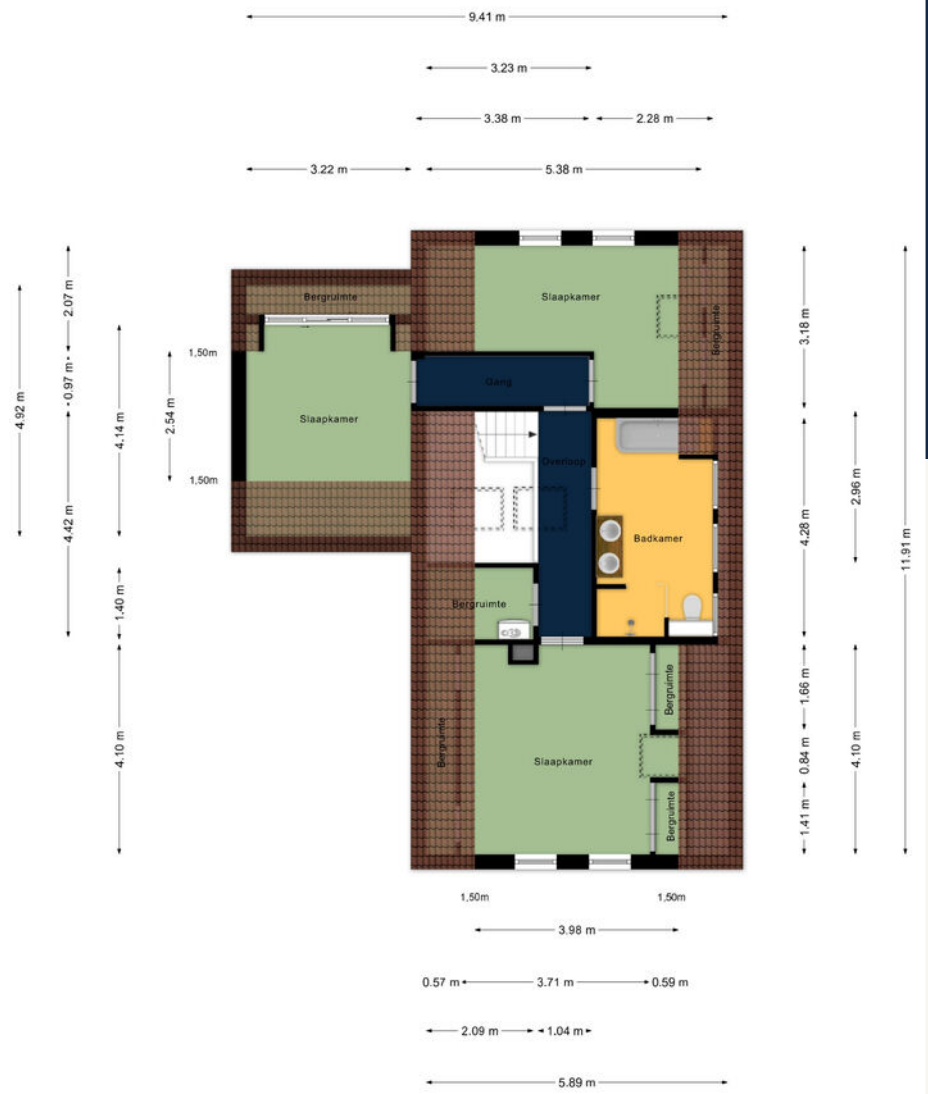 9.41 m
3.23 m
3.38 m
2.28 m
3.22 m
5.38 m
Bergruimte
Slaapkamer
Bergruimte
2.07 m
3.18 m
1,50m
0.97 m
Gang
4.92 m
4.14 m
2.54 m
Slaapkamer
Overloop
2.96 m
1,50m
4.42 m
4.28 m
Badkamer
11.91 m
1.40 m
Bergruimte
1.66 m
Bergruimte
4.10 m
Bergruimte
Slaapkamer
0.84 m
4.10 m
Bergruimte
1.41 m
1,50m
1,50m
3.98 m
0.57 m
3.71 m
0.59 m
2.09 m
1.04 m
5.89 m